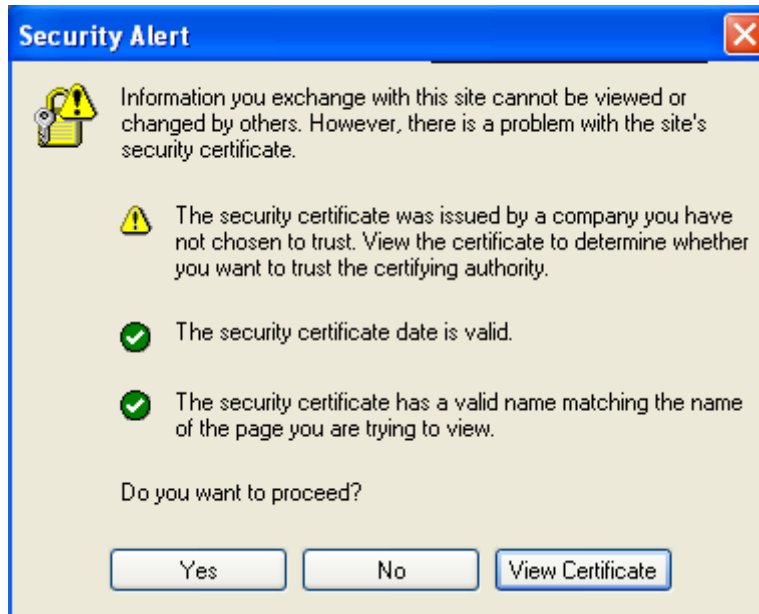 Security Alert
Information you exchange with this site cannot be viewed or
changed by others. However, there is a problem with the site's
security certificate.
The security certificate was issued by a company you have
not chosen to trust. View the certificate to determine whether
you want to trust the certifying authority.
The security certificate date is valid.
The security certificate has a valid name matching the name
of the page you are trying to view.
Do you want to proceed?
Yes
No
View Certificate